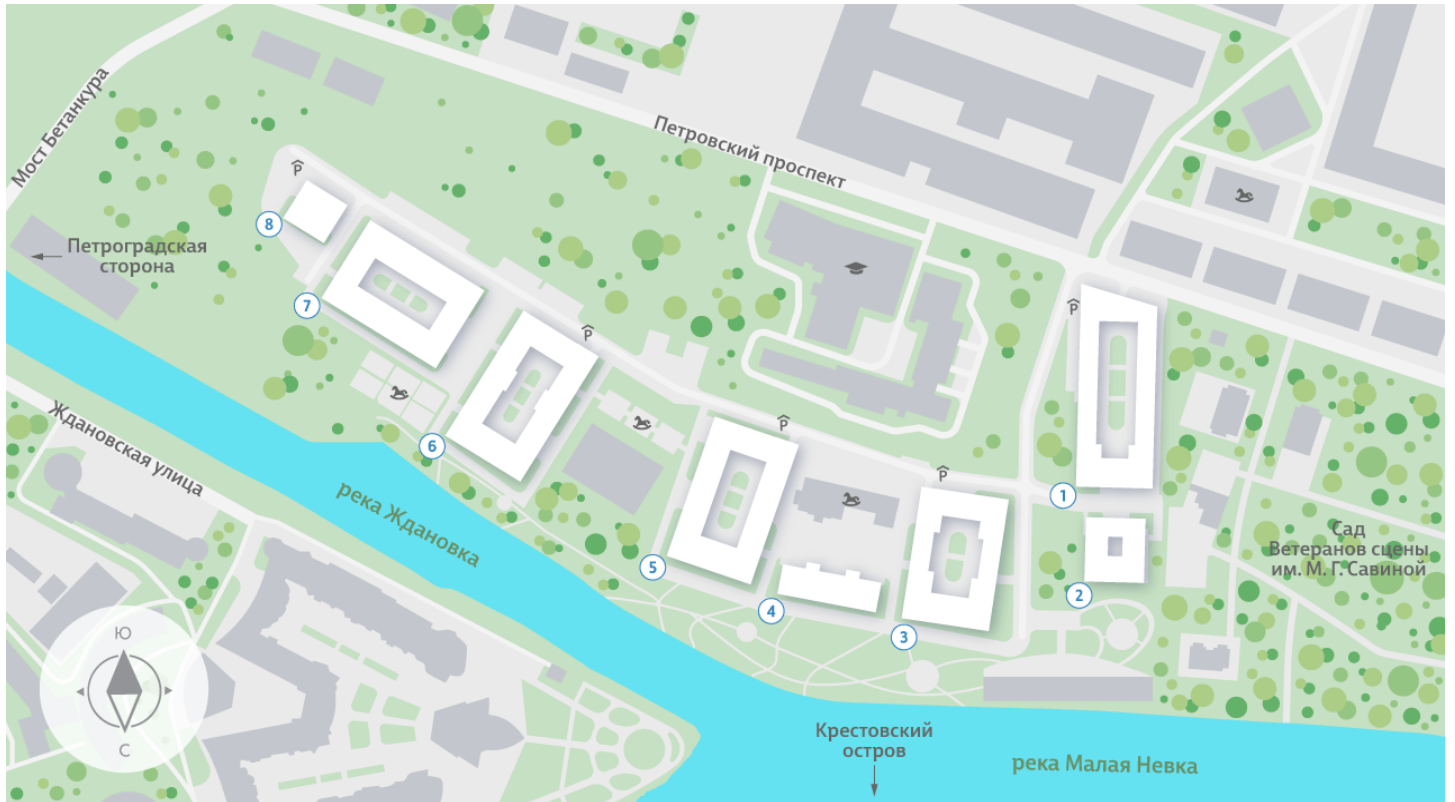 Мост Бетанкура
Петровский проспект
P
8
Петроградская
сторона
7
P
P
6
P
1
Ждановская улица
река Ждановка
5
4
3
2
Сад
Ветеранов сцены
им. М. Г. Савиной
Ю
С
Крестовский
остров
река Малая Невка
P